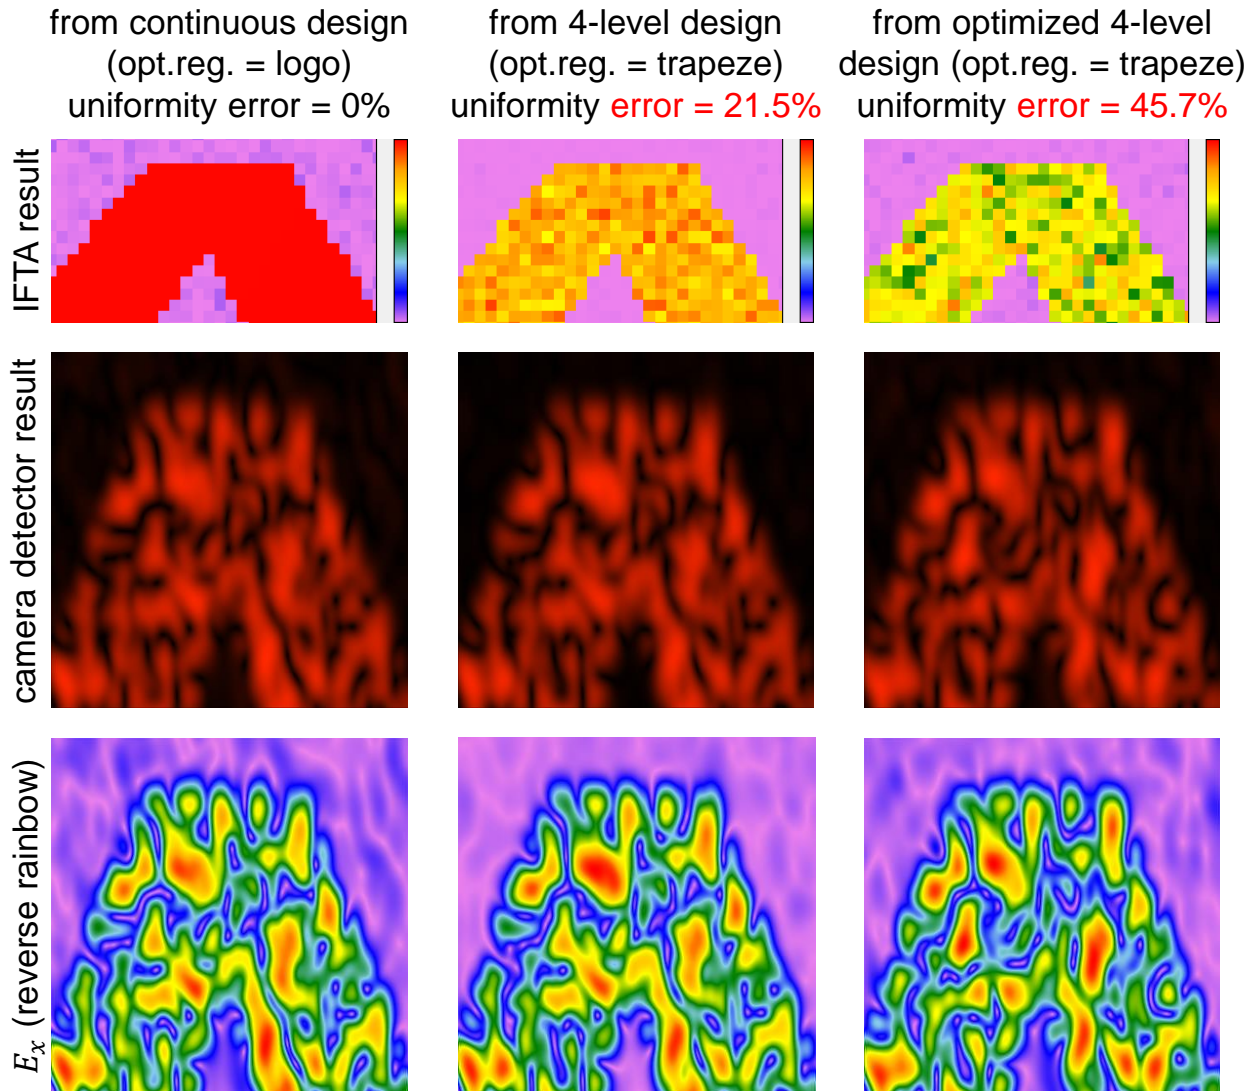 from continuous design
(opt.reg. = logo)
uniformity error = 0%
from 4-level design
(opt.reg. = trapeze)
uniformity error = 21.5%
from optimized 4-level
design (opt.reg. = trapeze)
uniformity error = 45.7%
IFTA result
camera detector result
Eₓ (reverse rainbow)